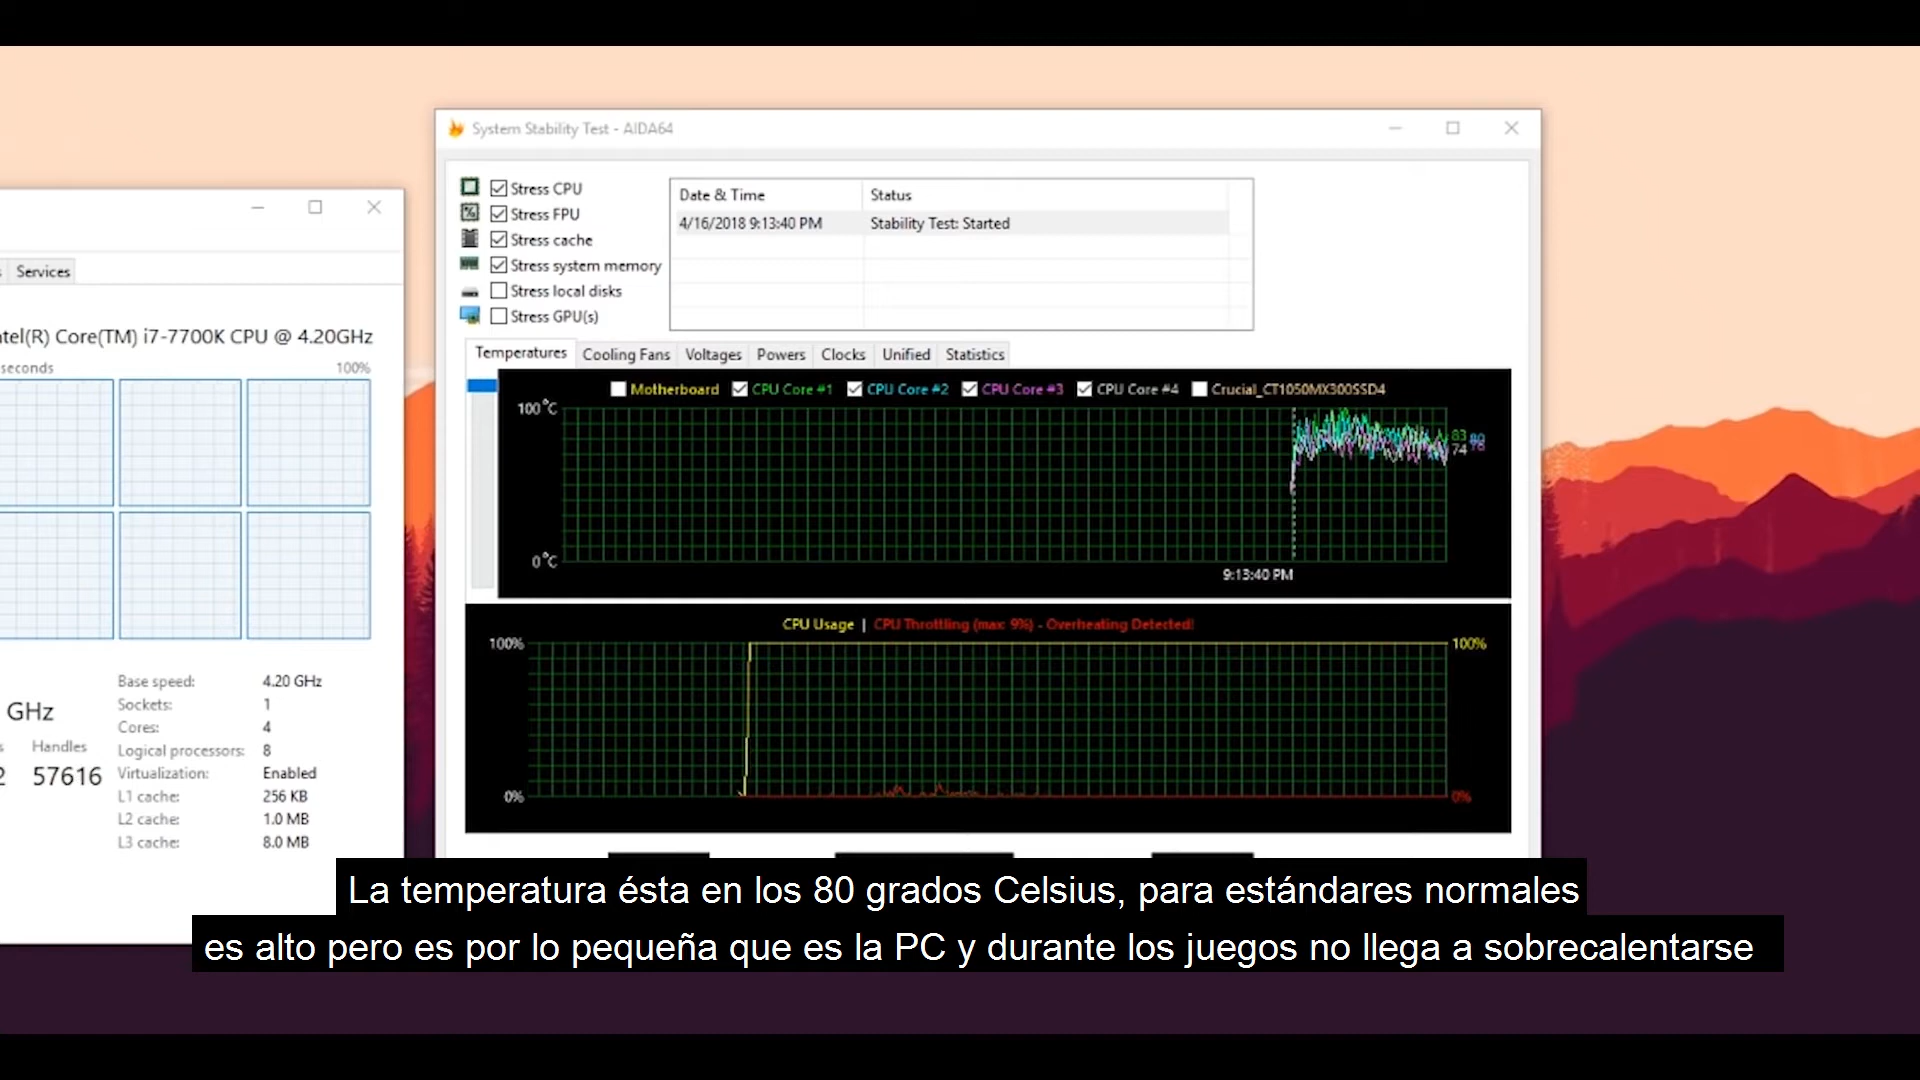 System Stability Test - AIDA64
Stress CPU
Stress FPU
Stress cache
Stress system memory
Stress local disks
Stress GPU(s)
Date & Time Status
4/16/2018 9:13:40 PM Stability Test: Started
Services
Core(TM) i7-7700K CPU @ 4.20GHz
seconds 100%
Temperatures Cooling Fans Voltages Powers Clocks Unified Statistics
Motherboard CPU Core #1 CPU Core #2 CPU Core #3 CPU Core #4 Crucial_CT1050MX300SSD4
100°C
83
74
0°C
9:13:40 PM
CPU Usage | CPU Throttling (max: 9%) - Overheating Detected!
100% 100%
0% 0%
Base speed: 4.20 GHz
Sockets: 1
GHz
Cores: 4
Handles
Logical processors: 8
57616
Virtualization: Enabled
L1 cache: 256 KB
L2 cache: 1.0 MB
L3 cache: 8.0 MB
La temperatura ésta en los 80 grados Celsius, para estándares normales
es alto pero es por lo pequeña que es la PC y durante los juegos no llega a sobrecalentarse